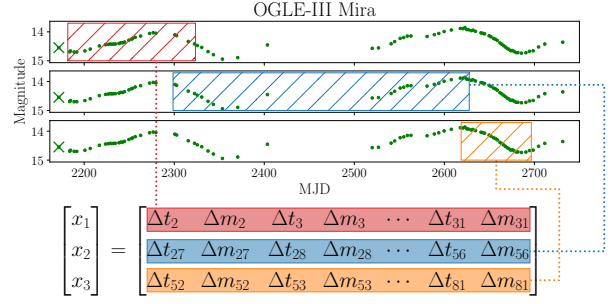 OGLE-III Mira
14
15
14
15
14
15
Magnitude
2200 2300 2400 2500 2600 2700
MJD
x₁ = Δt₂ Δm₂ Δt₃ Δm₃ ⋯ Δt₃₁ Δm₃₁
x₂ = Δt₂₇ Δm₂₇ Δt₂₈ Δm₂₈ ⋯ Δt₅₆ Δm₅₆
x₃ = Δt₅₂ Δm₅₂ Δt₅₃ Δm₅₃ ⋯ Δt₈₁ Δm₈₁